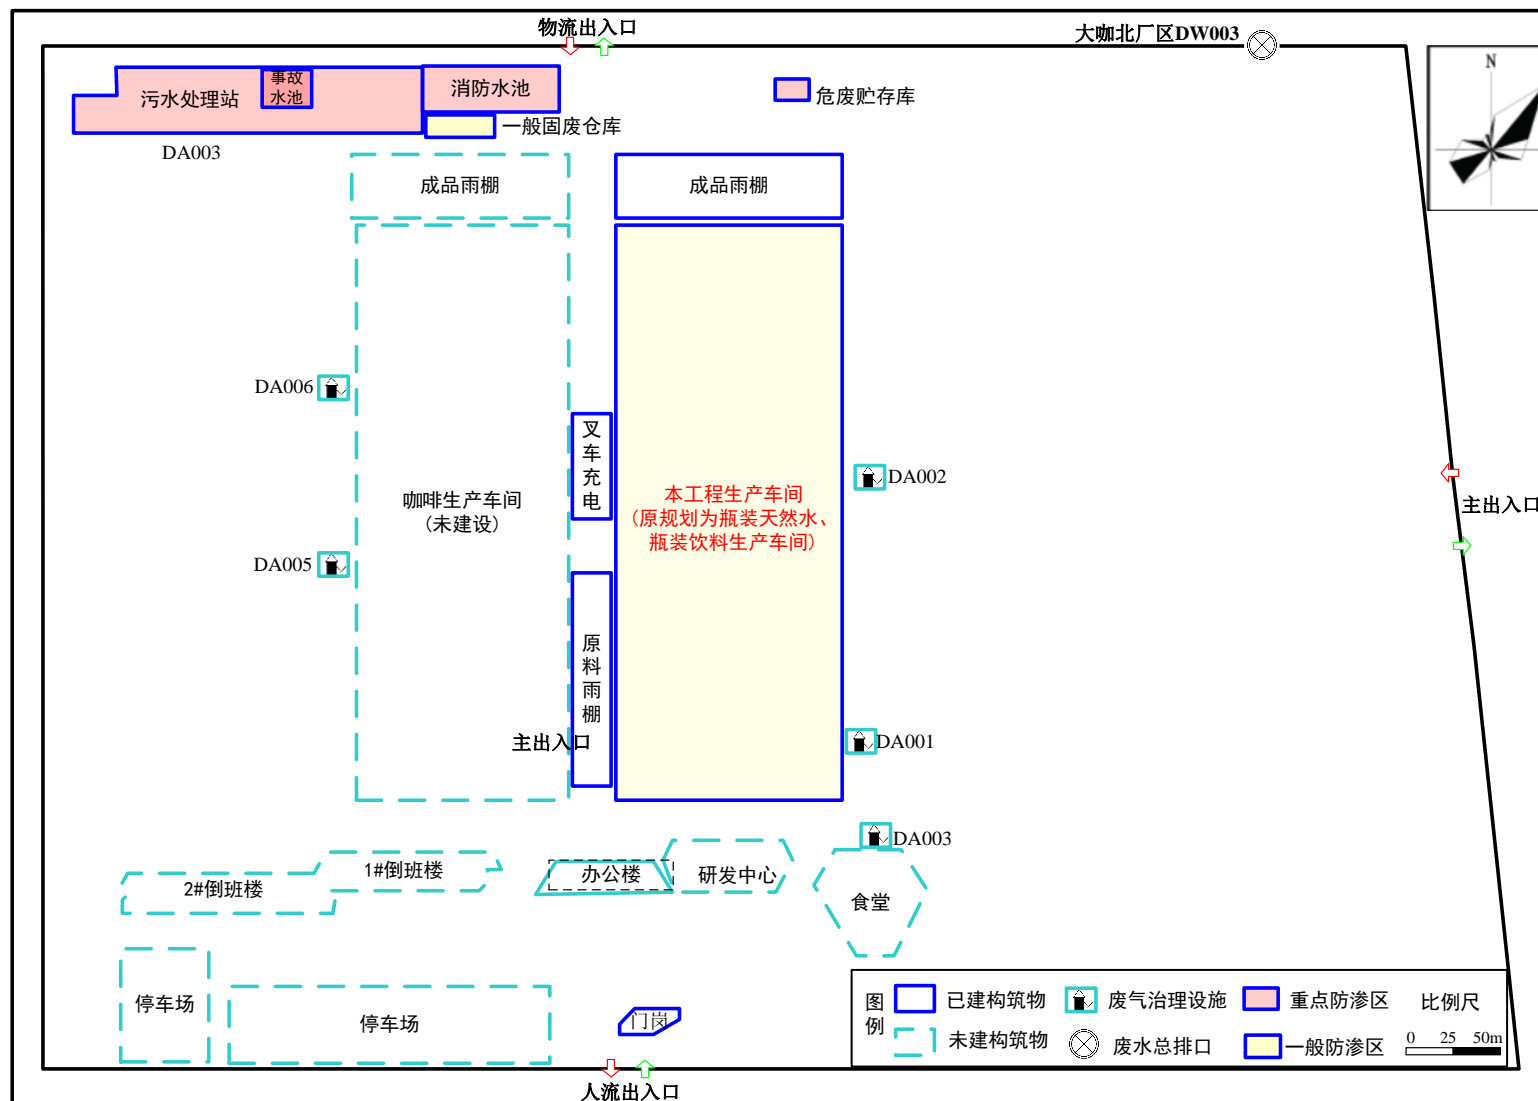 物流出入口
大咖北厂区DW003
N
污水处理站
事故
水池
消防水池
危废贮存库
一般固废仓库
DA003
成品雨棚
成品雨棚
DA006
叉
车
充
电
咖啡生产车间
(未建设)
本工程生产车间
(原规划为瓶装天然水、
瓶装饮料生产车间)
DA002
主出入口
DA005
原
料
雨
棚
主出入口
DA001
DA003
1#倒班楼
2#倒班楼
办公楼
研发中心
食堂
停车场
停车场
门岗
人流出入口
图
例
已建构筑物
废气治理设施
重点防渗区
比例尺
未建构筑物
废水总排口
一般防渗区
0 25 50m